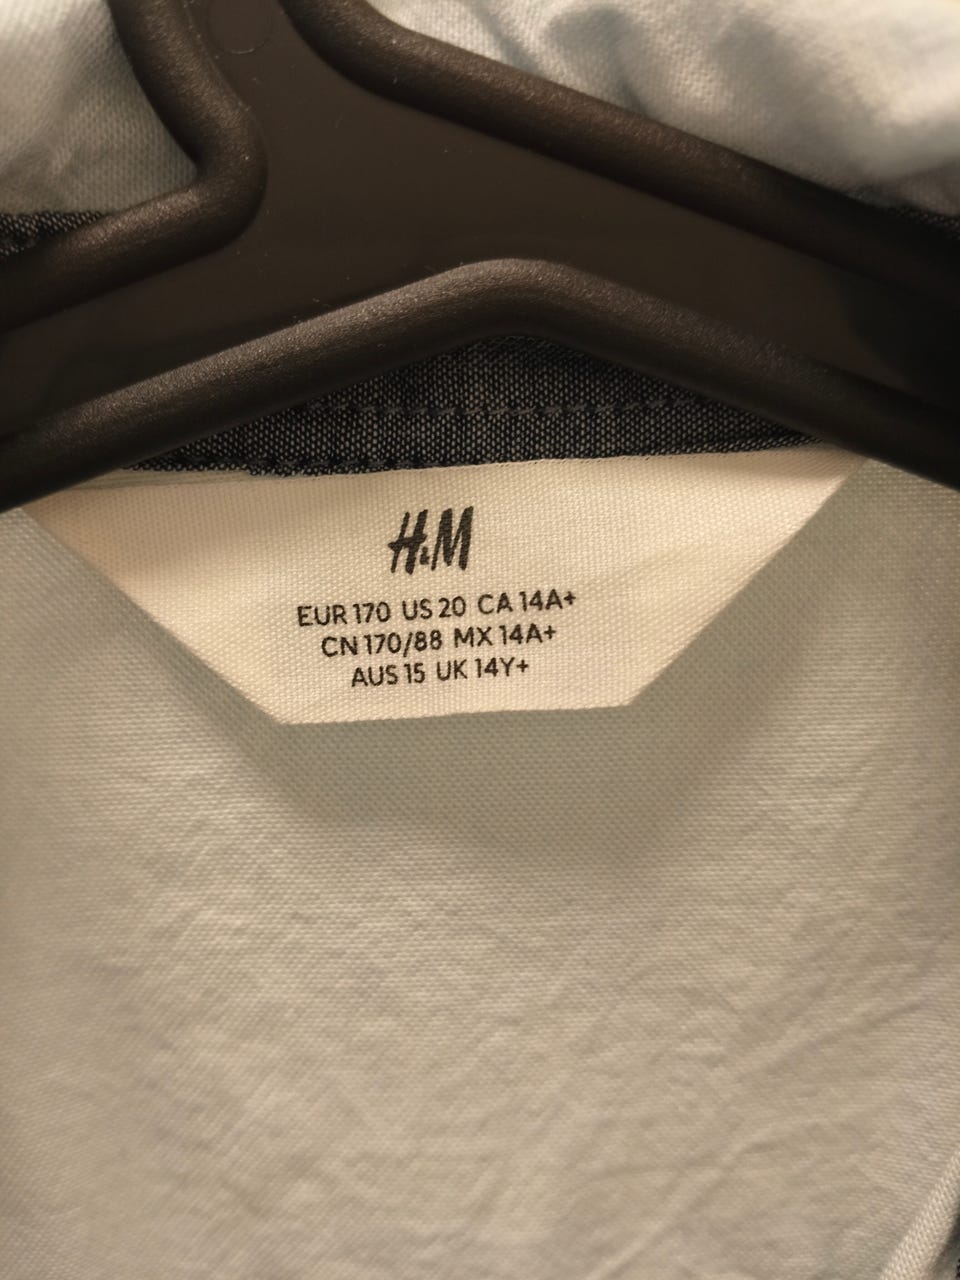 H&M
EUR 170 US 20 CA 14A+
CN 170/88 MX 14A+
AUS 15 UK 14Y+